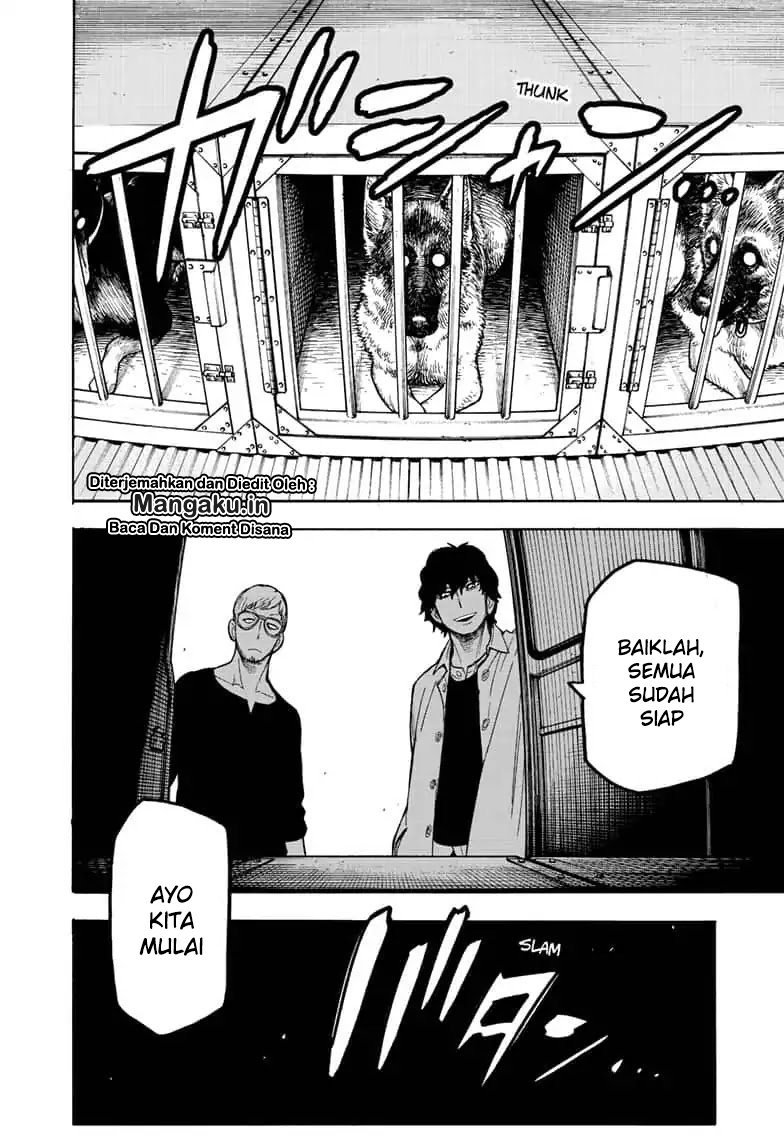 ガシャン
THUNK
Diterjemahkan dan Diedit Oleh :
Mangaku.in
Baca Dan Koment Disana
BAIKLAH,
SEMUA
SUDAH
SIAP
AYO
KITA
MULAI
SLAM
バタン...